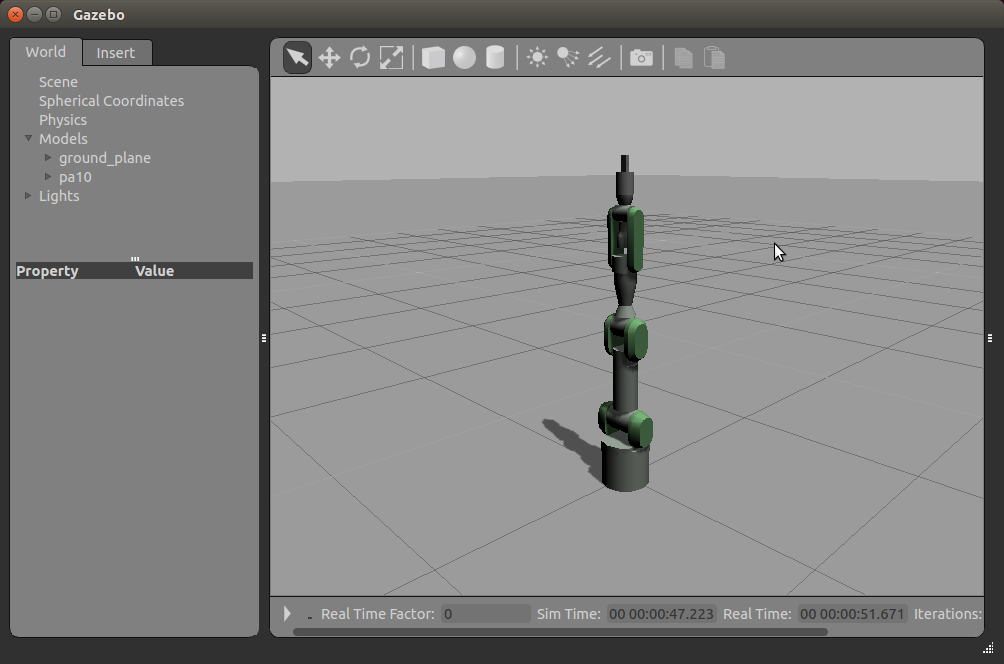 Gazebo
World Insert
Scene
Spherical Coordinates
Physics
Models
ground_plane
pa10
Lights
Property Value
Real Time Factor: 0 Sim Time: 00 00:00:47.223 Real Time: 00 00:00:51.671 Iterations: